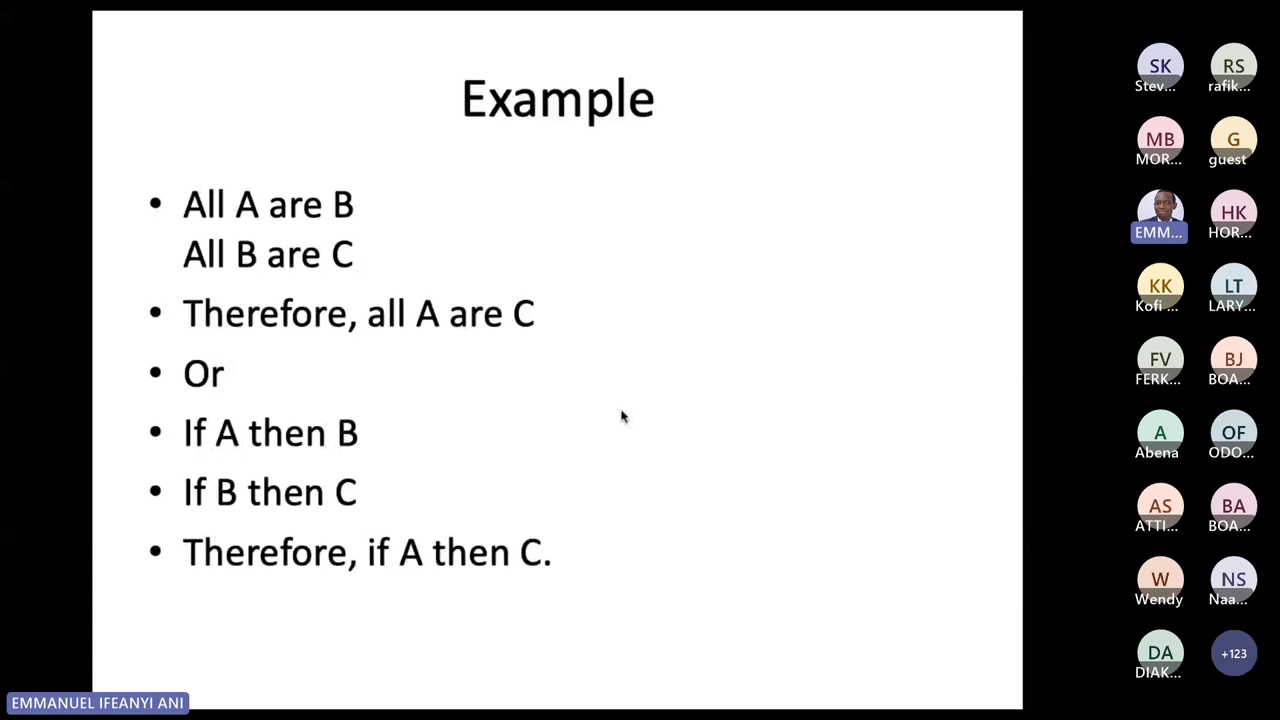 Example
• All A are B
All B are C
• Therefore, all A are C
• Or
• If A then B
• If B then C
• Therefore, if A then C.
SK
Stev...
RS
rafik...
MB
MOR...
G
guest
EMM...
HK
HOR...
KK
Kofi ...
LT
LARY...
FV
FERK...
BJ
BOA...
A
Abena
OF
ODO...
AS
ATTI...
BA
BOA...
W
Wendy
NS
Naa...
DA
DIAK...
+123
EMMANUEL IFEANYI ANI